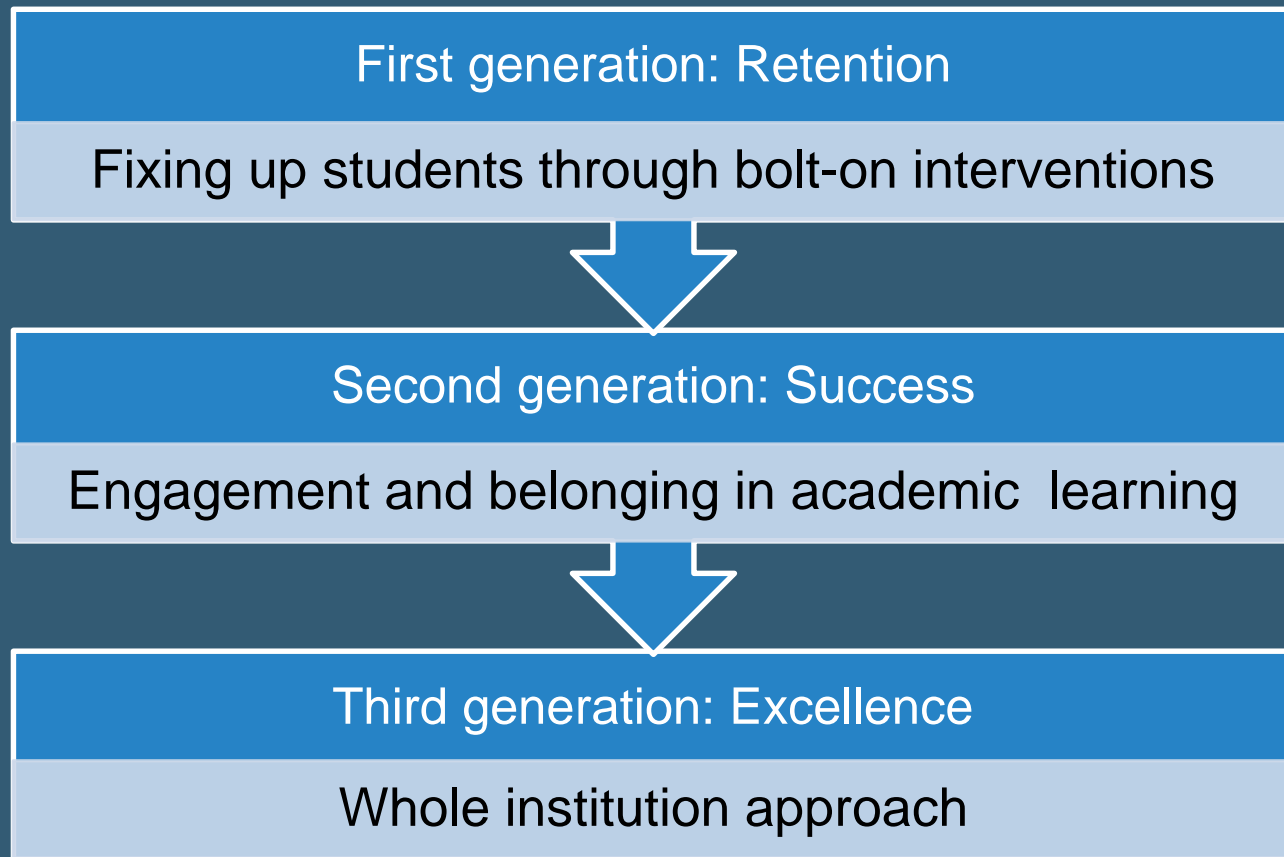 First generation: Retention
Fixing up students through bolt-on interventions
Second generation: Success
Engagement and belonging in academic  learning
Third generation: Excellence
Whole institution approach